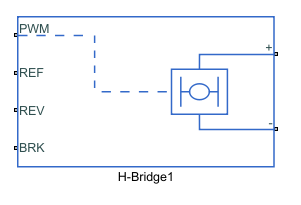 PWM
+
REF
REV
-
BRK
H-Bridge1